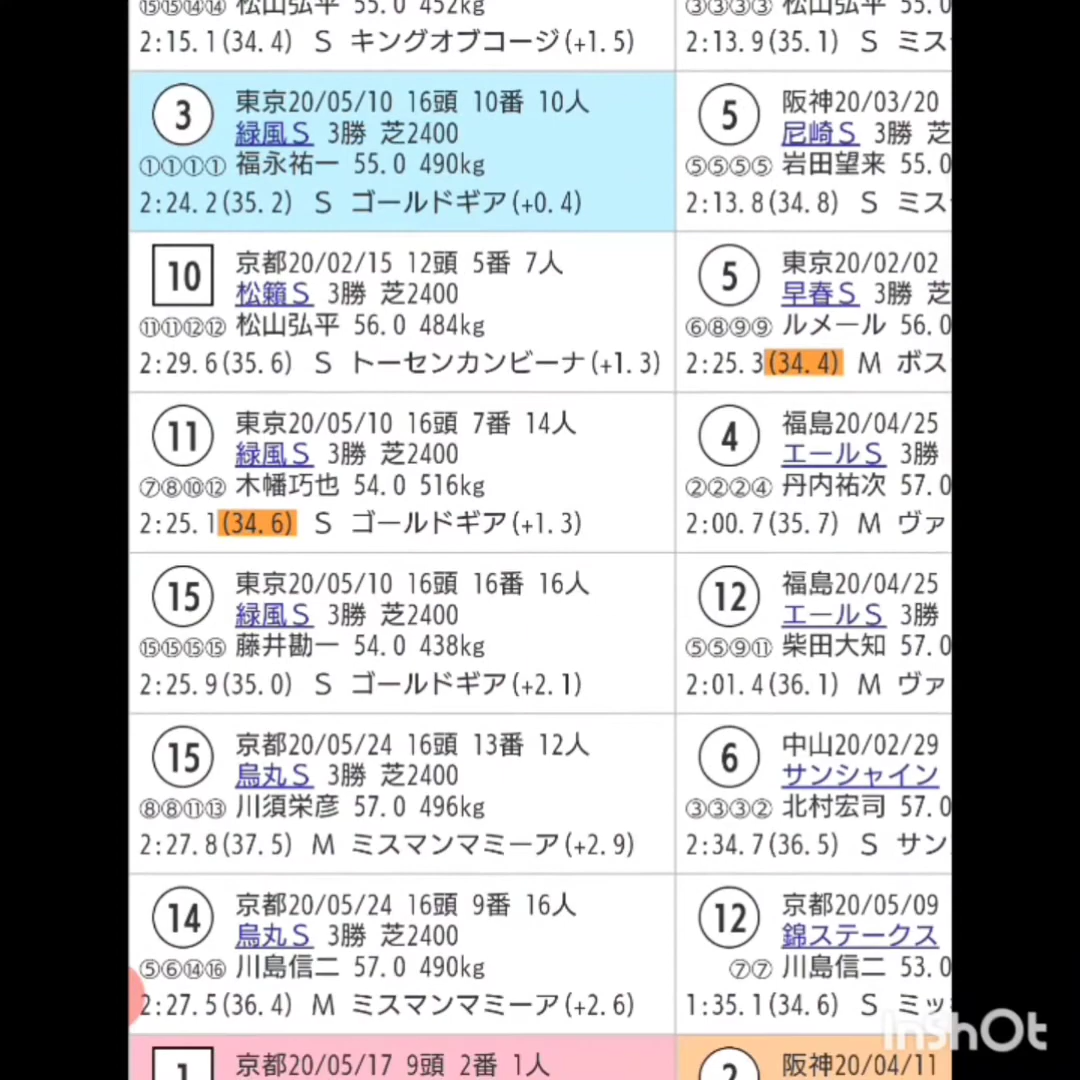 ⑮⑮⑭⑭ 松山弘平 55.0 452kg
2:15.1(34.4) S キングオブコージ(+1.5)
③③③③ 松山弘平 55.0
2:13.9(35.1) S ミス
3 東京20/05/10 16頭 10番 10人
緑風S 3勝 芝2400
①①①① 福永祐一 55.0 490kg
2:24.2(35.2) S ゴールドギア(+0.4)
5 阪神20/03/20
尼崎S 3勝 芝
⑤⑤⑤⑤ 岩田望来 55.0
2:13.8(34.8) S ミス
10 京都20/02/15 12頭 5番 7人
松籟S 3勝 芝2400
⑪⑪⑫⑫ 松山弘平 56.0 484kg
2:29.6(35.6) S トーセンカンビーナ(+1.3)
5 東京20/02/02
早春S 3勝 芝
⑥⑧⑨⑨ ルメール 56.0
2:25.3(34.4) M ボス
11 東京20/05/10 16頭 7番 14人
緑風S 3勝 芝2400
⑦⑧⑩⑫ 木幡巧也 54.0 516kg
2:25.1(34.6) S ゴールドギア(+1.3)
4 福島20/04/25
エールS 3勝
②②②④ 丹内祐次 57.0
2:00.7(35.7) M ヴァ
15 東京20/05/10 16頭 16番 16人
緑風S 3勝 芝2400
⑮⑮⑮⑮ 藤井勘一 54.0 438kg
2:25.9(35.0) S ゴールドギア(+2.1)
12 福島20/04/25
エールS 3勝
⑤⑤⑨⑪ 柴田大知 57.0
2:01.4(36.1) M ヴァ
15 京都20/05/24 16頭 13番 12人
烏丸S 3勝 芝2400
⑧⑧⑪⑬ 川須栄彦 57.0 496kg
2:27.8(37.5) M ミスマンマミーア(+2.9)
6 中山20/02/29
サンシャイン
③③③② 北村宏司 57.0
2:34.7(36.5) S サン
14 京都20/05/24 16頭 9番 16人
烏丸S 3勝 芝2400
⑤⑥⑭⑯ 川島信二 57.0 490kg
2:27.5(36.4) M ミスマンマミーア(+2.6)
12 京都20/05/09
錦ステークス
⑦⑦ 川島信二 53.0
1:35.1(34.6) S ミッ
1 京都20/05/17 9頭 2番 1人
2 阪神20/04/11
InShOt